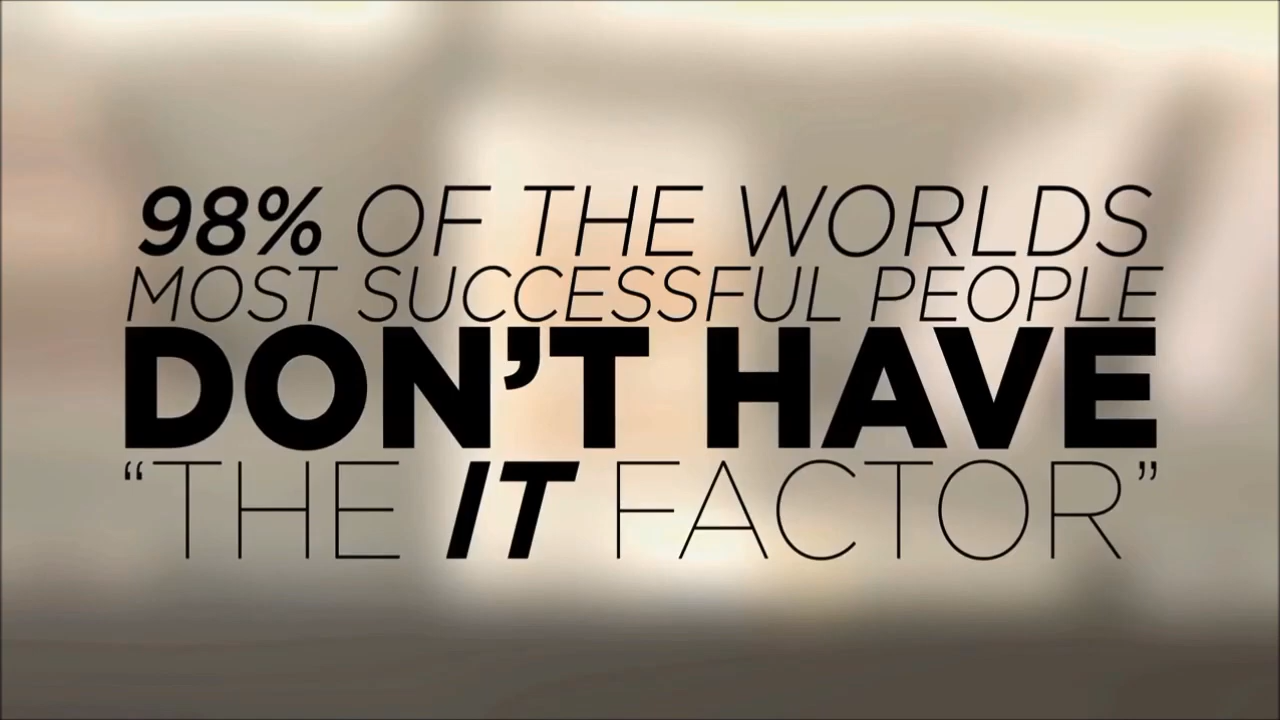 98% OF THE WORLDS
MOST SUCCESSFUL PEOPLE
DON’T HAVE
“THE IT FACTOR”